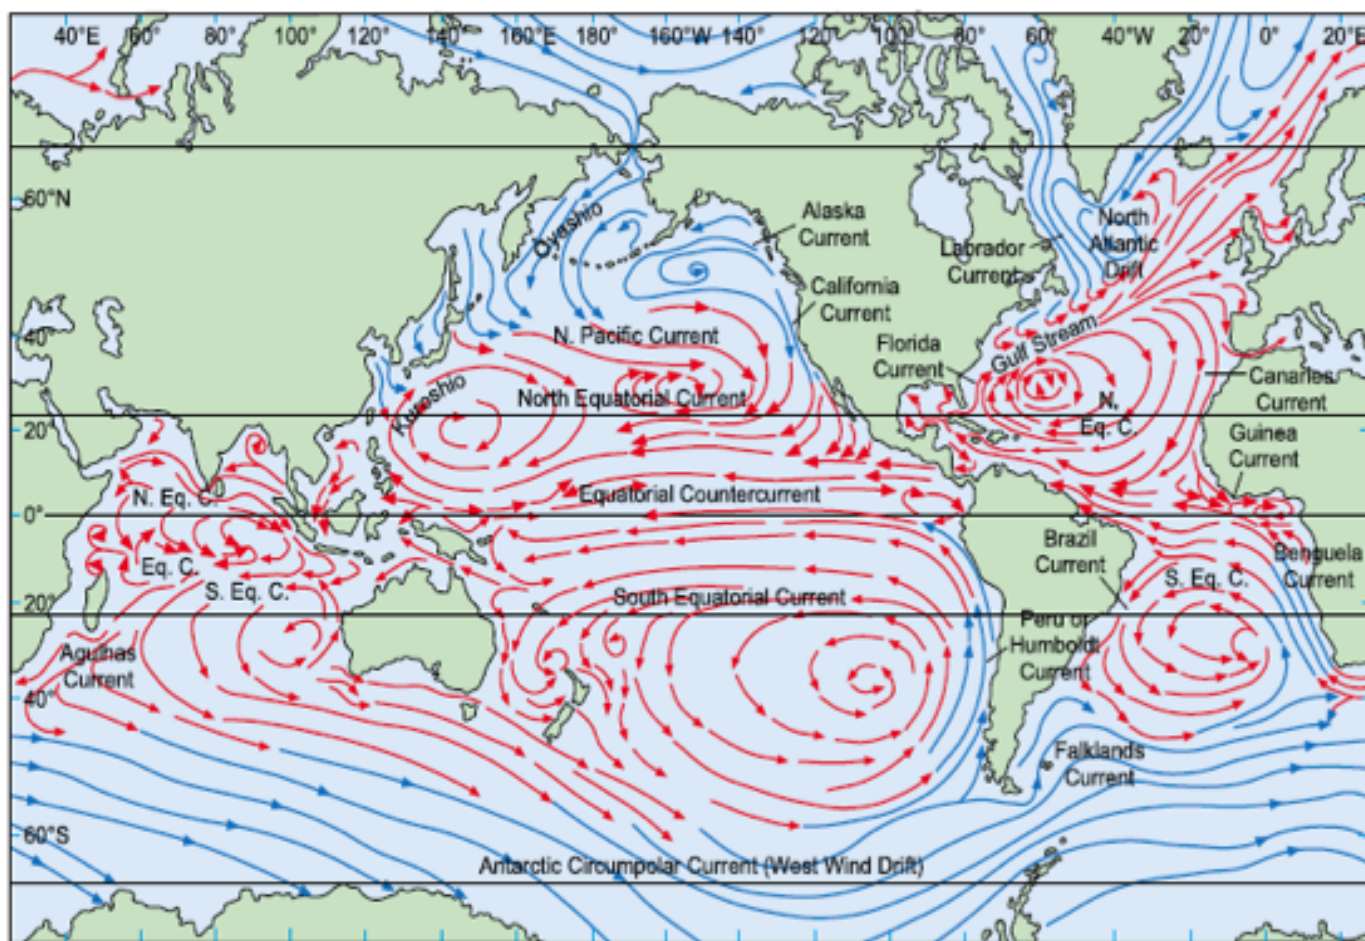 40°E 60° 80° 100° 120° 140° 160°E 180° 160°W 140° 120° 100° 80° 60° 40°W 20° 0° 20°E
60°N
Oyashio
Alaska
Current
North
Atlantic
Drift
Labrador
Current
California
Current
40°
N. Pacific Current
Gulf Stream
Florida
Current
Kuroshio
North Equatorial Current
Canaries
Current
N.
Eq. C.
20°
Guinea
Current
N. Eq. C.
Equatorial Countercurrent
0°
Brazil
Current
Benguela
Current
Eq. C.
S. Eq. C.
S. Eq. C.
20°
South Equatorial Current
Peru or
Humboldt
Current
Agulhas
Current
40°
Falklands
Current
60°S
Antarctic Circumpolar Current (West Wind Drift)